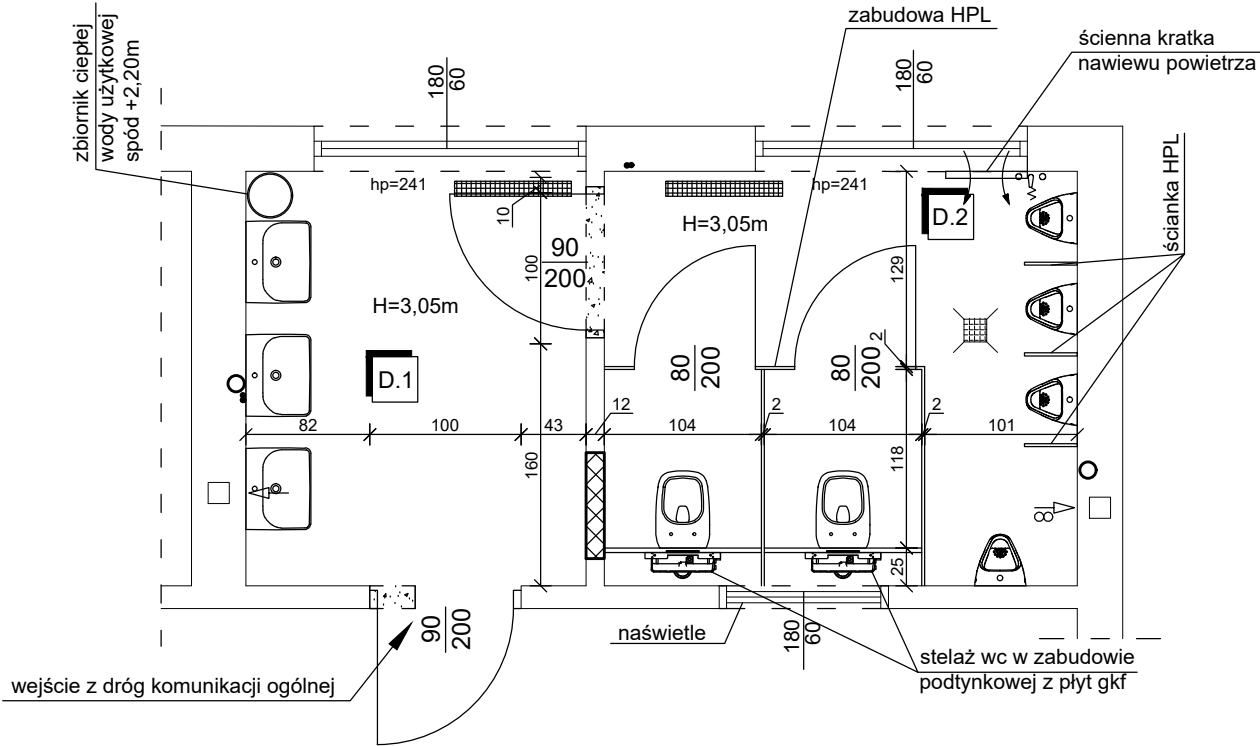 zbiornik ciepłej
wody użytkowej
spód +2,20m
180
60
zabudowa HPL
180
60
ścienna kratka
nawiewu powietrza
ścianka HPL
hp=241
10
H=3,05m
hp=241
D.2
90
200
100
129
H=3,05m
D.1
80
200
80
200
2
82
100
43
12
104
2
104
2
101
160
118
8
25
90
200
naświetle
180
60
stelaż wc w zabudowie
podtynkowej z płyt gkf
wejście z dróg komunikacji ogólnej